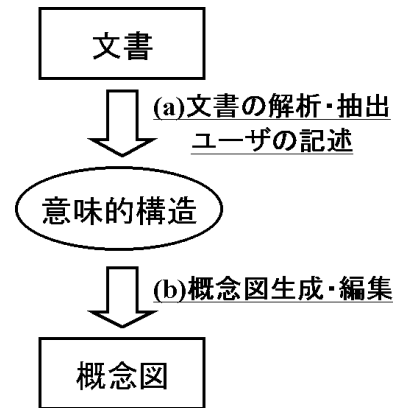 文書
(a)文書の解析・抽出
ユーザの記述
意味的構造
(b)概念図生成・編集
概念図